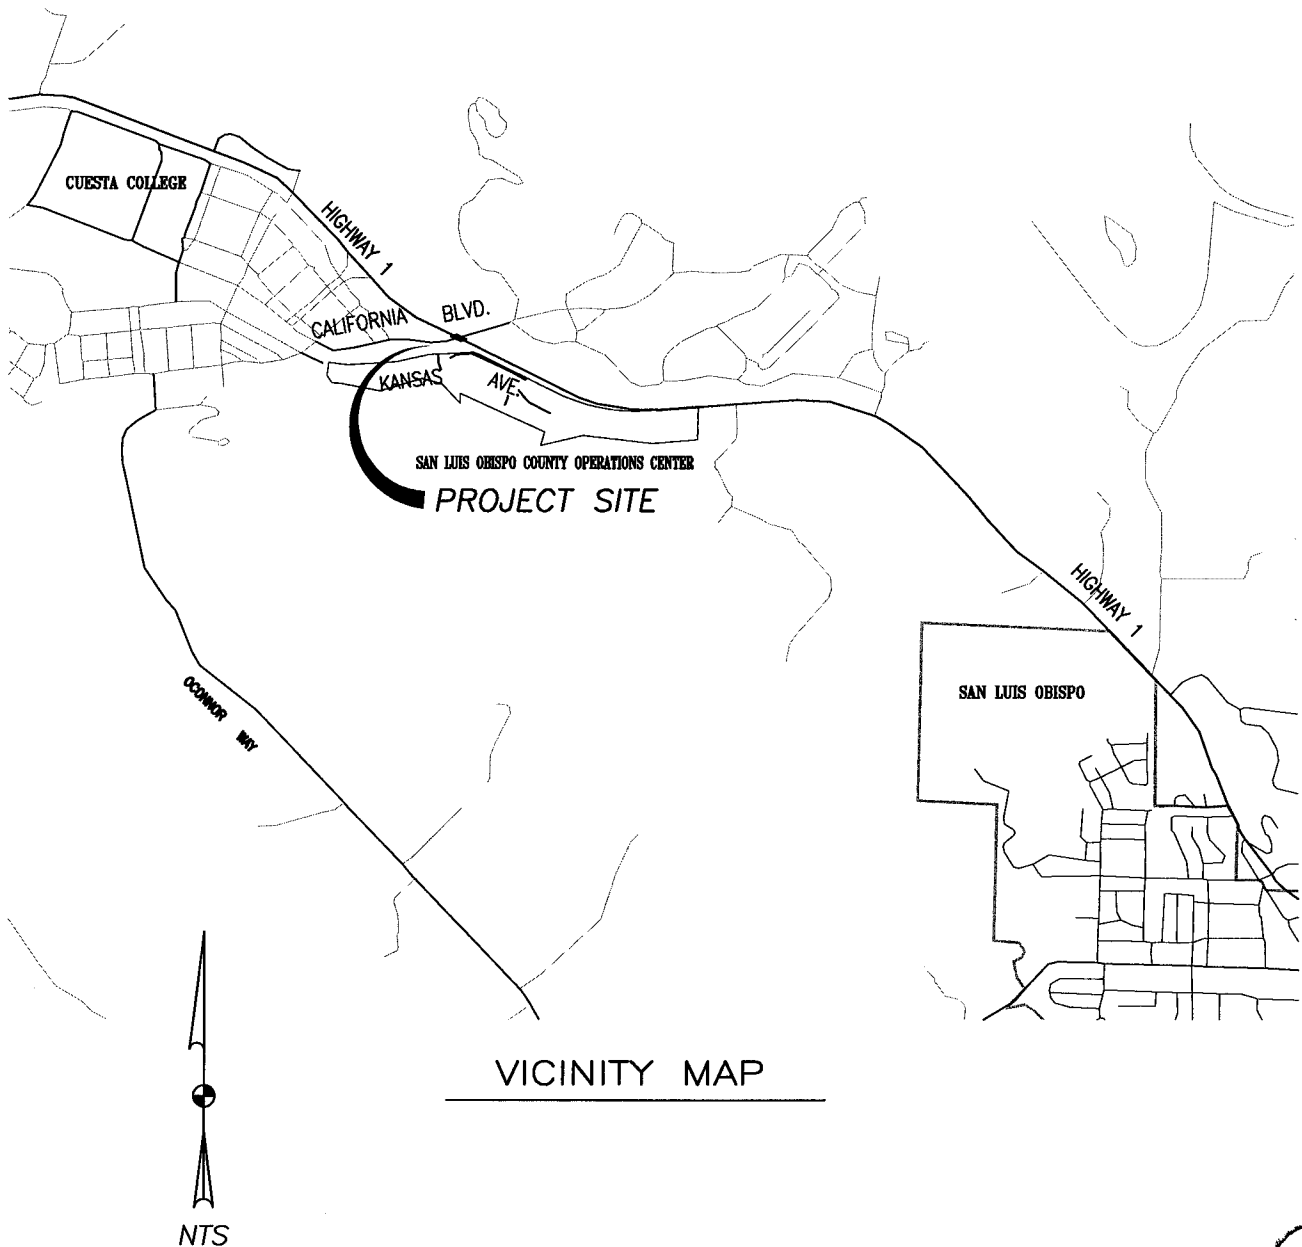 CUESTA COLLEGE
HIGHWAY 1
CALIFORNIA BLVD.
KANSAS AVE.
SAN LUIS OBISPO COUNTY OPERATIONS CENTER
PROJECT SITE
HIGHWAY 1
SAN LUIS OBISPO
OCONNOR WAY
VICINITY MAP
NTS